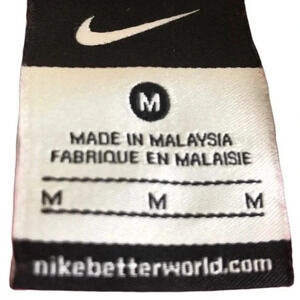 M
MADE IN MALAYSIA
FABRIQUE EN MALAISIE
M M M
nikebetterworld.com